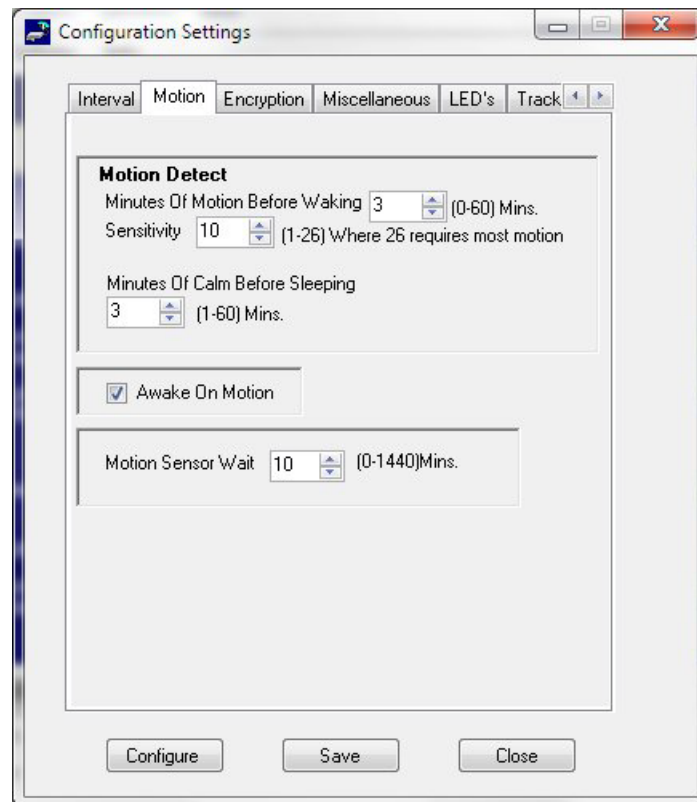 Configuration Settings
Interval Motion Encryption Miscellaneous LED's Track
Motion Detect
Minutes Of Motion Before Waking 3 (0-60) Mins.
Sensitivity 10 (1-26) Where 26 requires most motion
Minutes Of Calm Before Sleeping
3 (1-60) Mins.
Awake On Motion
Motion Sensor Wait 10 (0-1440)Mins.
Configure Save Close